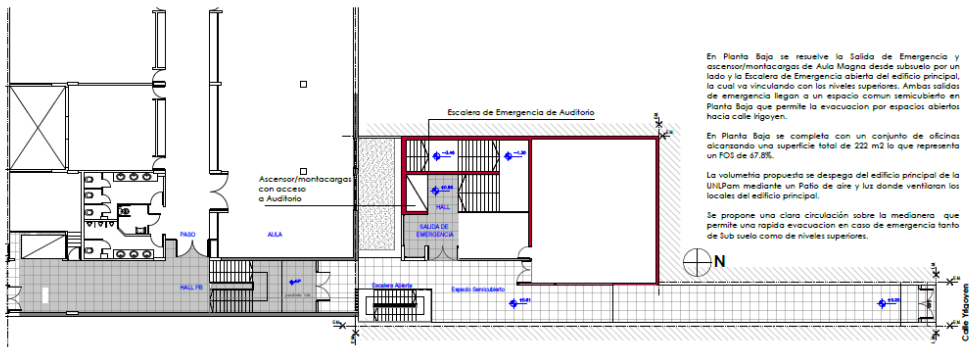 En Planta Baja se resuelve la Salida de Emergencia y
ascensor/montacargas de Aula Magna desde subsuelo por un
lado y la Escalera de Emergencia abierta del edificio principal,
la cual va vinculando con los niveles superiores. Ambas salidas
de emergencia llegan a un espacio comun semicubierto en
Planta Baja que permite la evacuacion por espacios abiertos
hacia calle Irigoyen.
En Planta Baja se completa con un conjunto de oficinas
alcanzando una superficie total de 222 m2 lo que representa
un FOS de 67.8%.
La volumetría propuesta se despega del edificio principal de la
UNLPam mediante un Patio de aire y luz donde ventilaran los
locales del edificio principal.
Se propone una clara circulación sobre la medianera que
permite una rapida evacuacion en caso de emergencia tanto
de Sub suelo como de niveles superiores.
Escalera de Emergencia de Auditorio
Ascensor/montacargas
con acceso
a Auditorio
HALL
SALIDA DE
EMERGENCIA
PASO
AULA
HALL PB
Escalera Abierta
Espacio Semicubierto
N
Calle Yrigoyen